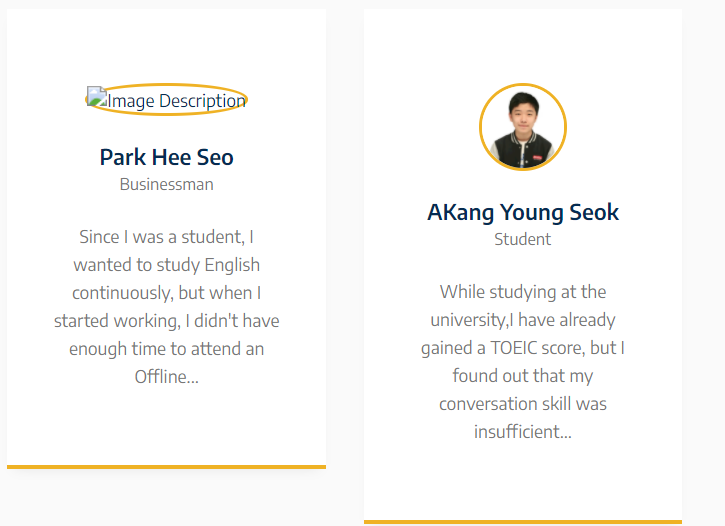 Image Description
Park Hee Seo
Businessman
Since I was a student, I
wanted to study English
continuously, but when I
started working, I didn't have
enough time to attend an
Offline...
AKang Young Seok
Student
While studying at the
university,I have already
gained a TOEIC score, but I
found out that my
conversation skill was
insufficient...